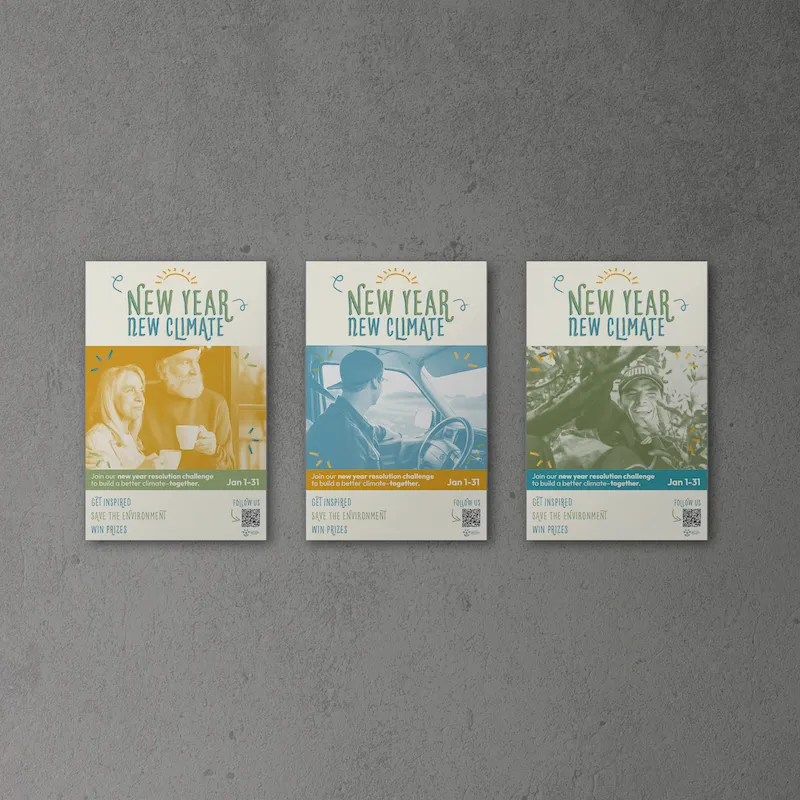 NEW YEAR
NEW CLIMATE
Join our new year resolution challenge
to build a better climate–together.
Jan 1-31
GET INSPIRED
SAVE THE ENVIRONMENT
WIN PRIZES
FOLLOW US
NEW YEAR
NEW CLIMATE
Join our new year resolution challenge
to build a better climate–together.
Jan 1-31
GET INSPIRED
SAVE THE ENVIRONMENT
WIN PRIZES
FOLLOW US
NEW YEAR
NEW CLIMATE
Join our new year resolution challenge
to build a better climate–together.
Jan 1-31
GET INSPIRED
SAVE THE ENVIRONMENT
WIN PRIZES
FOLLOW US